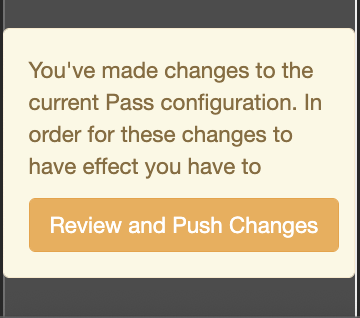 You've made changes to the
current Pass configuration. In
order for these changes to
have effect you have to
Review and Push Changes